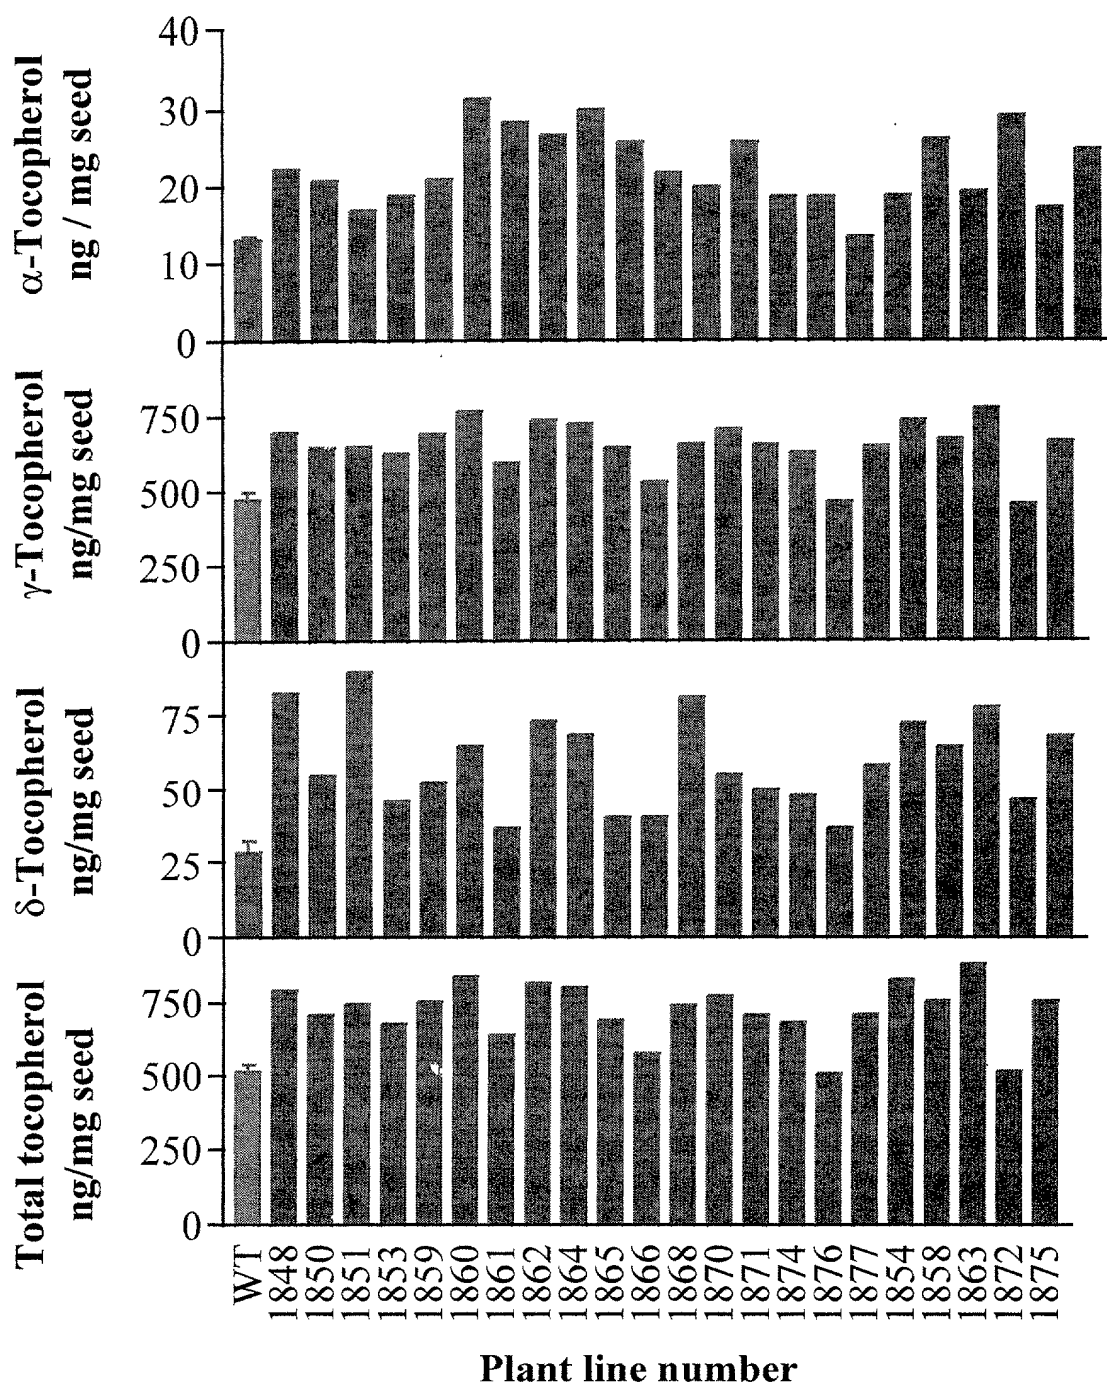 α-Tocopherol
ng / mg seed
40
30
20
10
0
γ-Tocopherol
ng/mg seed
750
500
250
0
δ-Tocopherol
ng/mg seed
75
50
25
0
Total tocopherol
ng/mg seed
750
500
250
0
WT 1848 1850 1851 1853 1859 1860 1861 1862 1864 1865 1866 1868 1870 1871 1874 1876 1877 1854 1858 1863 1872 1875
Plant line number